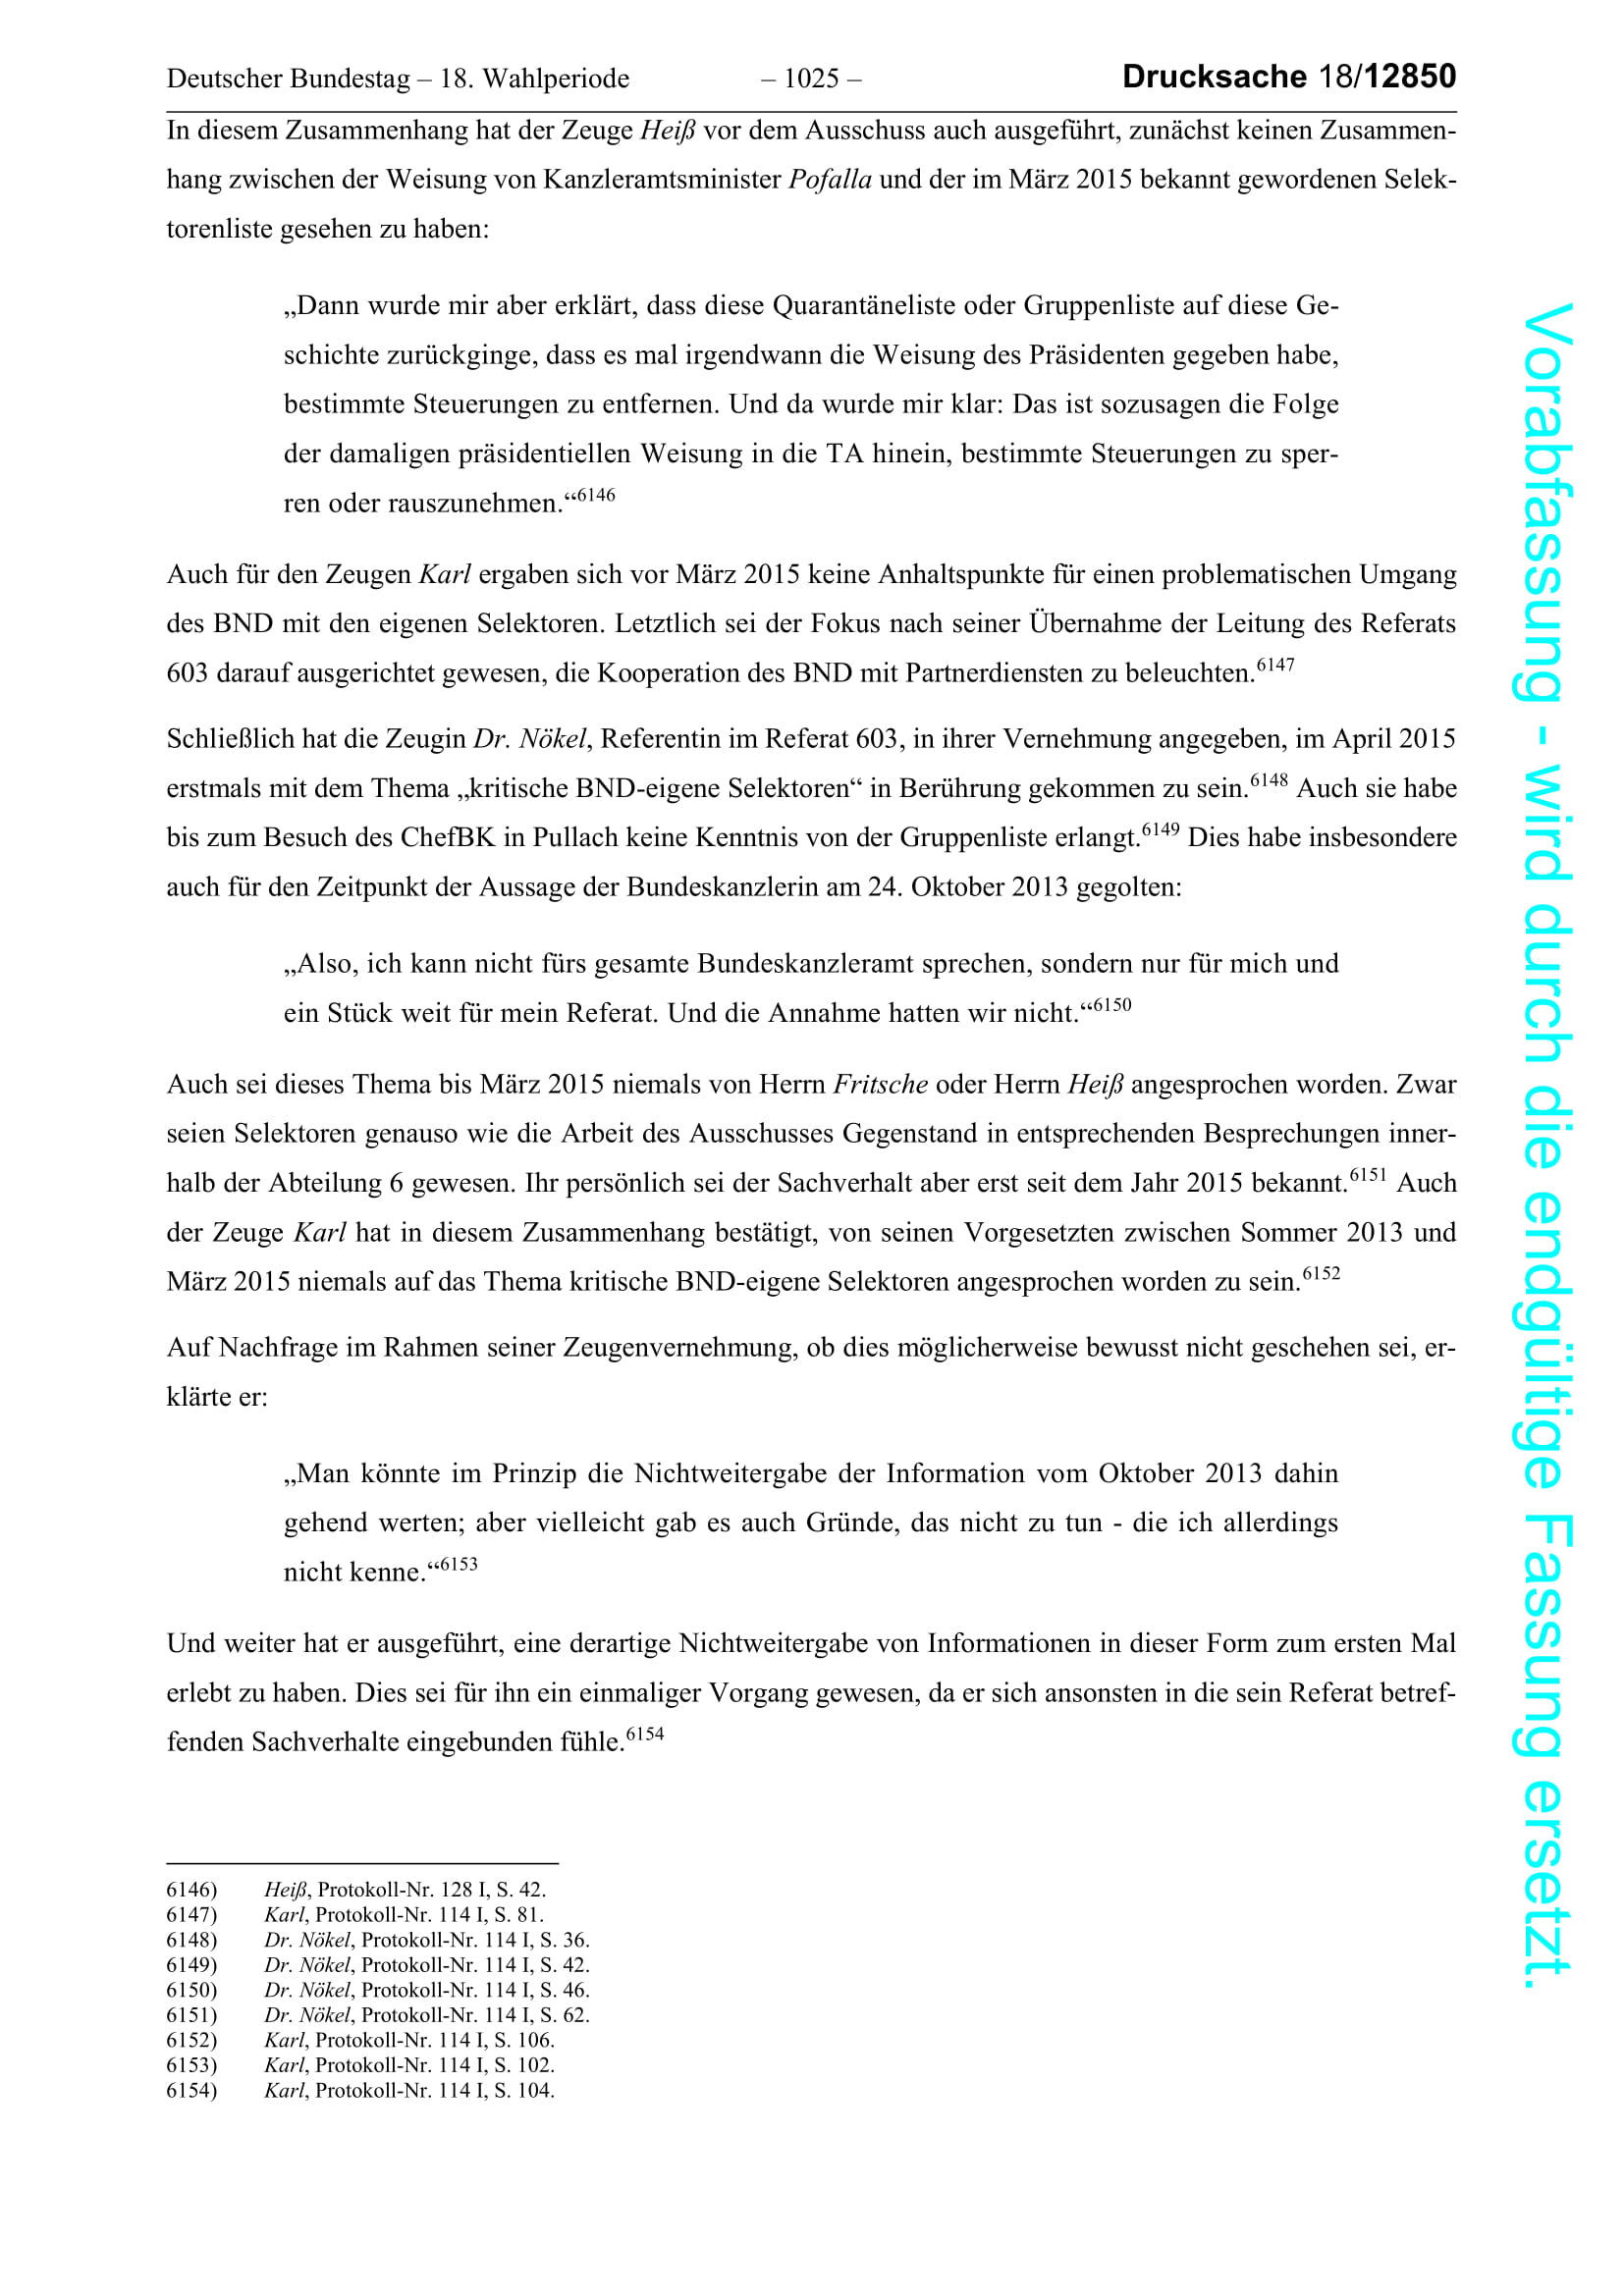 Deutscher Bundestag – 18. Wahlperiode – 1025 – Drucksache 18/12850
In diesem Zusammenhang hat der Zeuge Heiß vor dem Ausschuss auch ausgeführt, zunächst keinen Zusammen-
hang zwischen der Weisung von Kanzleramtsminister Pofalla und der im März 2015 bekannt gewordenen Selek-
torenliste gesehen zu haben:
„Dann wurde mir aber erklärt, dass diese Quarantäneliste oder Gruppenliste auf diese Ge-
schichte zurückginge, dass es mal irgendwann die Weisung des Präsidenten gegeben habe,
bestimmte Steuerungen zu entfernen. Und da wurde mir klar: Das ist sozusagen die Folge
der damaligen präsidentiellen Weisung in die TA hinein, bestimmte Steuerungen zu sper-
ren oder rauszunehmen.“6146
Auch für den Zeugen Karl ergaben sich vor März 2015 keine Anhaltspunkte für einen problematischen Umgang
des BND mit den eigenen Selektoren. Letztlich sei der Fokus nach seiner Übernahme der Leitung des Referats
603 darauf ausgerichtet gewesen, die Kooperation des BND mit Partnerdiensten zu beleuchten.6147
Schließlich hat die Zeugin Dr. Nökel, Referentin im Referat 603, in ihrer Vernehmung angegeben, im April 2015
erstmals mit dem Thema „kritische BND-eigene Selektoren“ in Berührung gekommen zu sein.6148 Auch sie habe
bis zum Besuch des ChefBK in Pullach keine Kenntnis von der Gruppenliste erlangt.6149 Dies habe insbesondere
auch für den Zeitpunkt der Aussage der Bundeskanzlerin am 24. Oktober 2013 gegolten:
„Also, ich kann nicht fürs gesamte Bundeskanzleramt sprechen, sondern nur für mich und
ein Stück weit für mein Referat. Und die Annahme hatten wir nicht.“6150
Auch sei dieses Thema bis März 2015 niemals von Herrn Fritsche oder Herrn Heiß angesprochen worden. Zwar
seien Selektoren genauso wie die Arbeit des Ausschusses Gegenstand in entsprechenden Besprechungen inner-
halb der Abteilung 6 gewesen. Ihr persönlich sei der Sachverhalt aber erst seit dem Jahr 2015 bekannt.6151 Auch
der Zeuge Karl hat in diesem Zusammenhang bestätigt, von seinen Vorgesetzten zwischen Sommer 2013 und
März 2015 niemals auf das Thema kritische BND-eigene Selektoren angesprochen worden zu sein.6152
Auf Nachfrage im Rahmen seiner Zeugenvernehmung, ob dies möglicherweise bewusst nicht geschehen sei, er-
klärte er:
„Man könnte im Prinzip die Nichtweitergabe der Information vom Oktober 2013 dahin
gehend werten; aber vielleicht gab es auch Gründe, das nicht zu tun - die ich allerdings
nicht kenne.“6153
Und weiter hat er ausgeführt, eine derartige Nichtweitergabe von Informationen in dieser Form zum ersten Mal
erlebt zu haben. Dies sei für ihn ein einmaliger Vorgang gewesen, da er sich ansonsten in die sein Referat betref-
fenden Sachverhalte eingebunden fühle.6154
6146) Heiß, Protokoll-Nr. 128 I, S. 42.
6147) Karl, Protokoll-Nr. 114 I, S. 81.
6148) Dr. Nökel, Protokoll-Nr. 114 I, S. 36.
6149) Dr. Nökel, Protokoll-Nr. 114 I, S. 42.
6150) Dr. Nökel, Protokoll-Nr. 114 I, S. 46.
6151) Dr. Nökel, Protokoll-Nr. 114 I, S. 62.
6152) Karl, Protokoll-Nr. 114 I, S. 106.
6153) Karl, Protokoll-Nr. 114 I, S. 102.
6154) Karl, Protokoll-Nr. 114 I, S. 104.
Vorabfassung - wird durch die endgültige Fassung ersetzt.